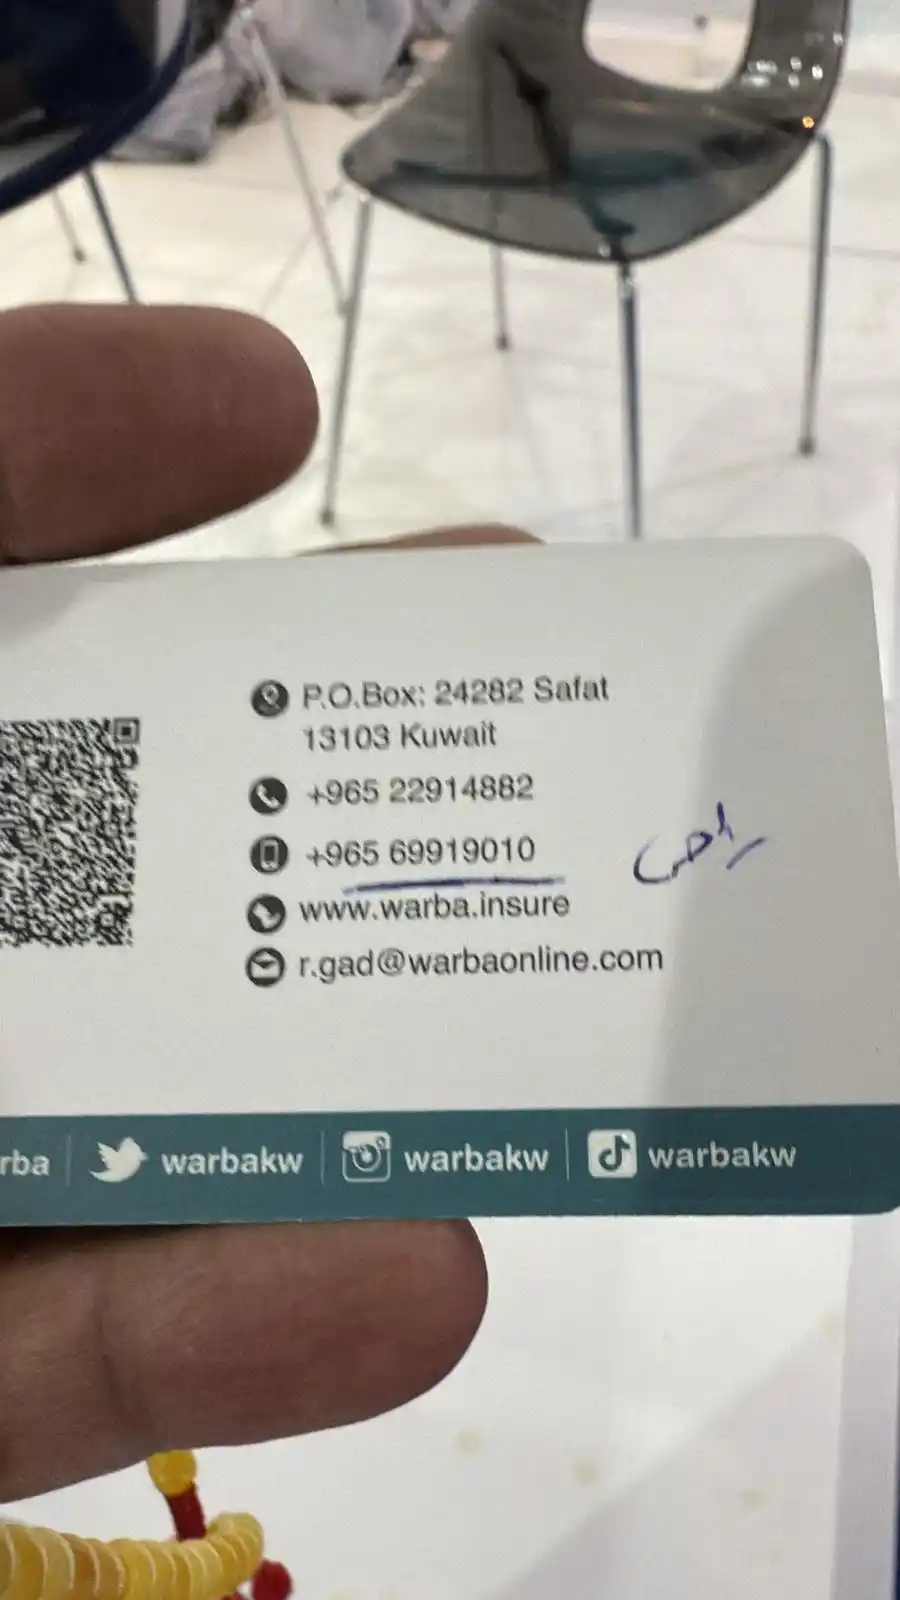 P.O.Box: 24282 Safat
13103 Kuwait
+965 22914882
+965 69919010
www.warba.insure
r.gad@warbaonline.com
rba
warbakw
warbakw
warbakw